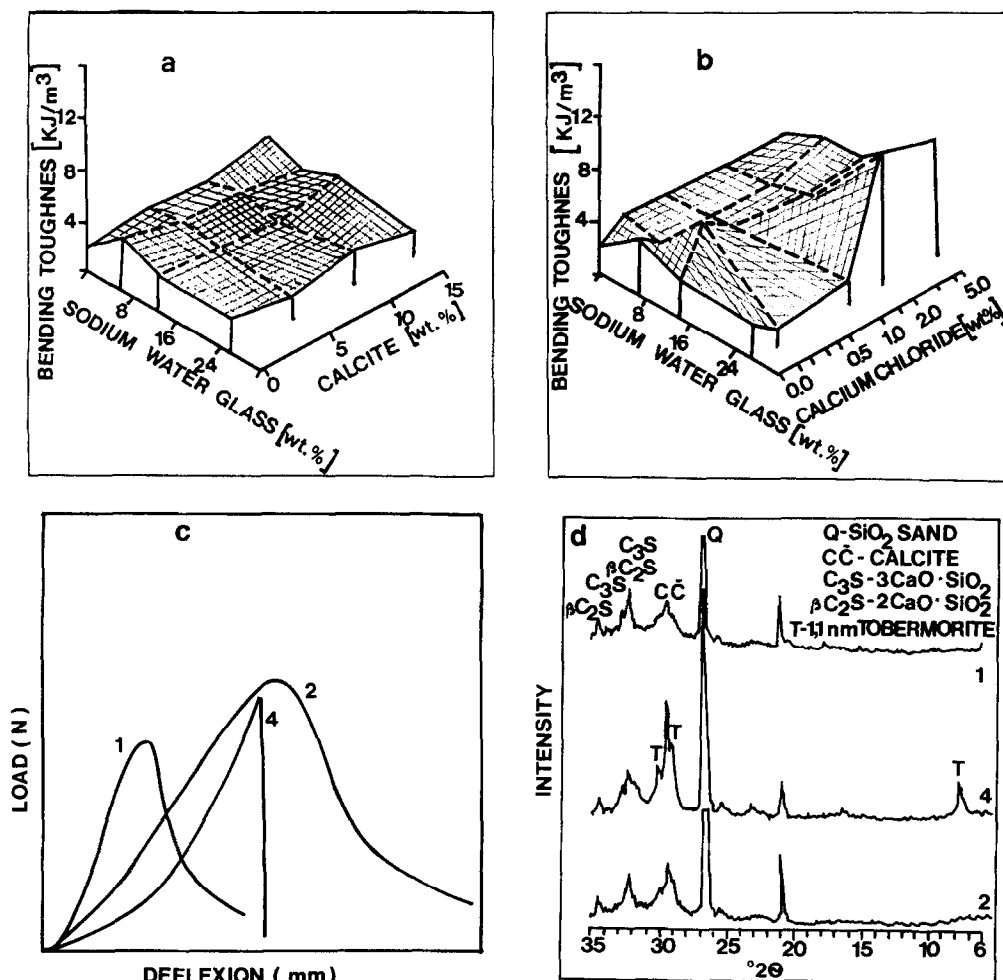 a
BENDING TOUGHNES [KJ/m³]
12
8
4
8
16
24
SODIUM WATER GLASS [wt.%]
0
5
10
15
CALCITE [wt.%]
b
BENDING TOUGHNES [KJ/m³]
12
8
4
8
16
24
SODIUM WATER GLASS [wt.%]
0.0
0.5
1.0
2.0
5.0
CALCIUM CHLORIDE [wt%]
c
LOAD (N)
1
2
4
DEFLEXION (mm)
d
Q
Q-SiO₂ SAND
CC̄-CALCITE
C₃S-3CaO·SiO₂
βC₂S-2CaO·SiO₂
T-1,1nm TOBERMORITE
C₃S
βC₂S
C₃S
βC₂S
CC̄
1
T
T
T
4
2
INTENSITY
35 30 25 20 15 10 6
°2Θ